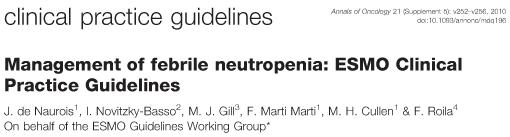 clinical practice guidelines
Annals of Oncology 21 (Supplement 5): v252–v256, 2010
doi:10.1093/annonc/mdq196
Management of febrile neutropenia: ESMO Clinical
Practice Guidelines
J. de Naurois1, I. Novitzky-Basso2, M. J. Gill3, F. Marti Marti1, M. H. Cullen1 & F. Roila4
On behalf of the ESMO Guidelines Working Group*